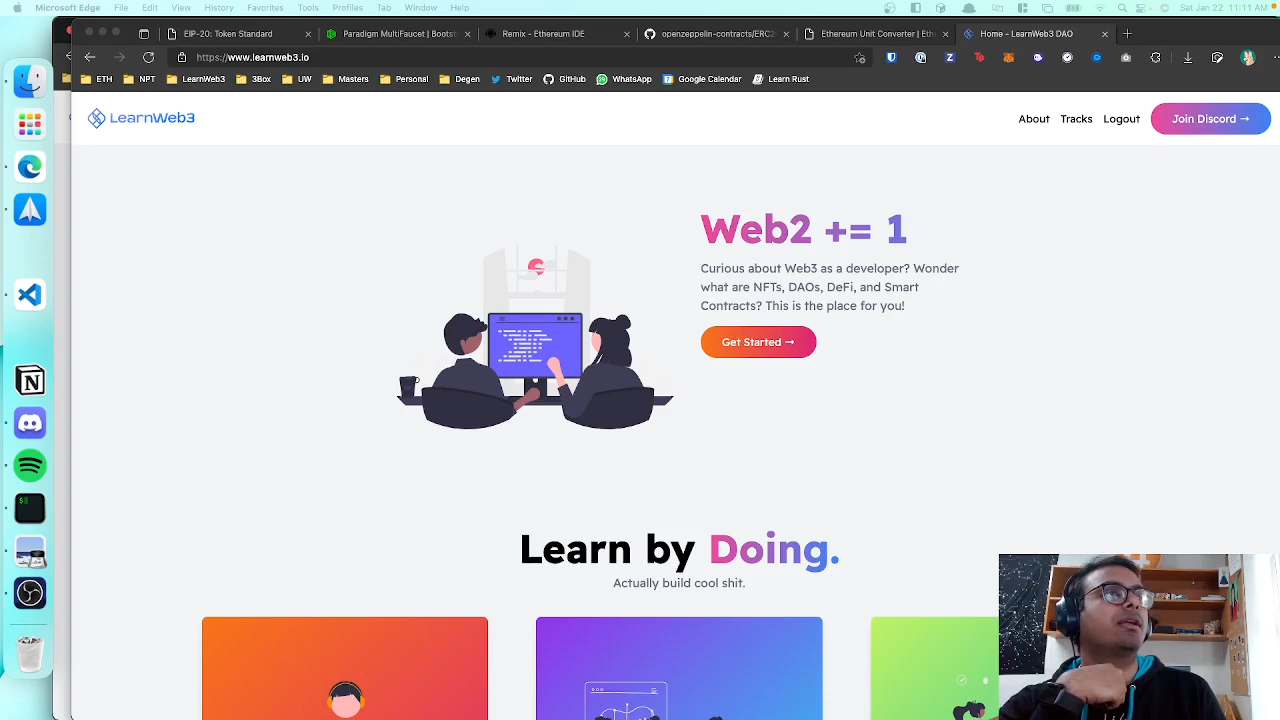 Microsoft Edge File Edit View History Favorites Tools Profiles Tab Window Help Sat Jan 22 11:11 AM
EIP-20: Token Standard Paradigm MultiFaucet | Boots Remix - Ethereum IDE openzeppelin-contracts/ERC2 Ethereum Unit Converter | Eth Home - LearnWeb3 DAO
https://www.learnweb3.io
ETH NFT LearnWeb3 3Box UW Masters Personal Degen Twitter GitHub WhatsApp Google Calendar Learn Rust
LearnWeb3 About Tracks Logout Join Discord →
Web2 += 1
Curious about Web3 as a developer? Wonder
what are NFTs, DAOs, DeFi, and Smart
Contracts? This is the place for you!
Get Started →
Learn by Doing.
Actually build cool shit.